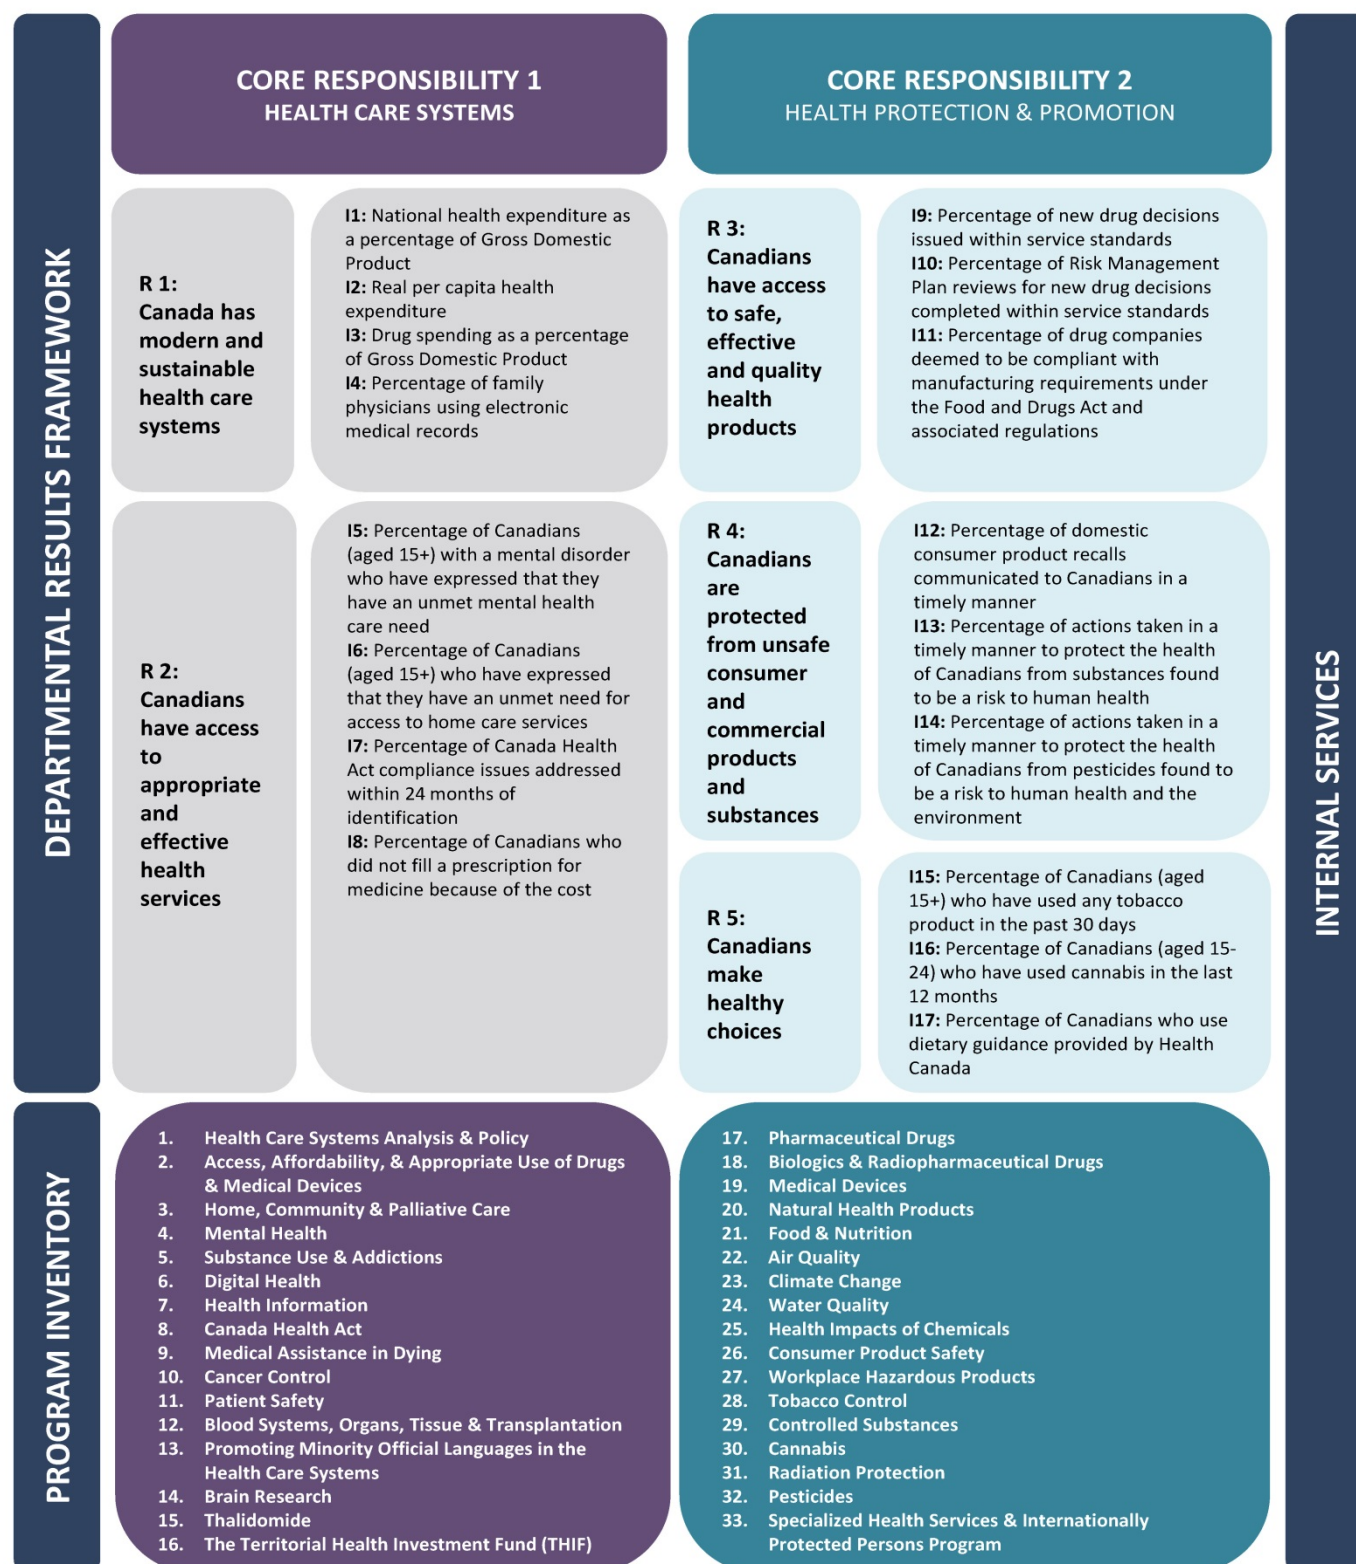 DEPARTMENTAL RESULTS FRAMEWORK
CORE RESPONSIBILITY 1
HEALTH CARE SYSTEMS
CORE RESPONSIBILITY 2
HEALTH PROTECTION & PROMOTION
INTERNAL SERVICES
R 1:
Canada has
modern and
sustainable
health care
systems
I1: National health expenditure as
a percentage of Gross Domestic
Product
I2: Real per capita health
expenditure
I3: Drug spending as a percentage
of Gross Domestic Product
I4: Percentage of family
physicians using electronic
medical records
R 2:
Canadians
have access
to
appropriate
and
effective
health
services
I5: Percentage of Canadians
(aged 15+) with a mental disorder
who have expressed that they
have an unmet mental health
care need
I6: Percentage of Canadians
(aged 15+) who have expressed
that they have an unmet need for
access to home care services
I7: Percentage of Canada Health
Act compliance issues addressed
within 24 months of
identification
I8: Percentage of Canadians who
did not fill a prescription for
medicine because of the cost
R 3:
Canadians
have access
to safe,
effective
and quality
health
products
I9: Percentage of new drug decisions
issued within service standards
I10: Percentage of Risk Management
Plan reviews for new drug decisions
completed within service standards
I11: Percentage of drug companies
deemed to be compliant with
manufacturing requirements under
the Food and Drugs Act and
associated regulations
R 4:
Canadians
are
protected
from unsafe
consumer
and
commercial
products
and
substances
I12: Percentage of domestic
consumer product recalls
communicated to Canadians in a
timely manner
I13: Percentage of actions taken in a
timely manner to protect the health
of Canadians from substances found
to be a risk to human health
I14: Percentage of actions taken in a
timely manner to protect the health
of Canadians from pesticides found to
be a risk to human health and the
environment
R 5:
Canadians
make
healthy
choices
I15: Percentage of Canadians (aged
15+) who have used any tobacco
product in the past 30 days
I16: Percentage of Canadians (aged 15-
24) who have used cannabis in the last
12 months
I17: Percentage of Canadians who use
dietary guidance provided by Health
Canada
PROGRAM INVENTORY
1. Health Care Systems Analysis & Policy
2. Access, Affordability, & Appropriate Use of Drugs
& Medical Devices
3. Home, Community & Palliative Care
4. Mental Health
5. Substance Use & Addictions
6. Digital Health
7. Health Information
8. Canada Health Act
9. Medical Assistance in Dying
10. Cancer Control
11. Patient Safety
12. Blood Systems, Organs, Tissue & Transplantation
13. Promoting Minority Official Languages in the
Health Care Systems
14. Brain Research
15. Thalidomide
16. The Territorial Health Investment Fund (THIF)
17. Pharmaceutical Drugs
18. Biologics & Radiopharmaceutical Drugs
19. Medical Devices
20. Natural Health Products
21. Food & Nutrition
22. Air Quality
23. Climate Change
24. Water Quality
25. Health Impacts of Chemicals
26. Consumer Product Safety
27. Workplace Hazardous Products
28. Tobacco Control
29. Controlled Substances
30. Cannabis
31. Radiation Protection
32. Pesticides
33. Specialized Health Services & Internationally
Protected Persons Program